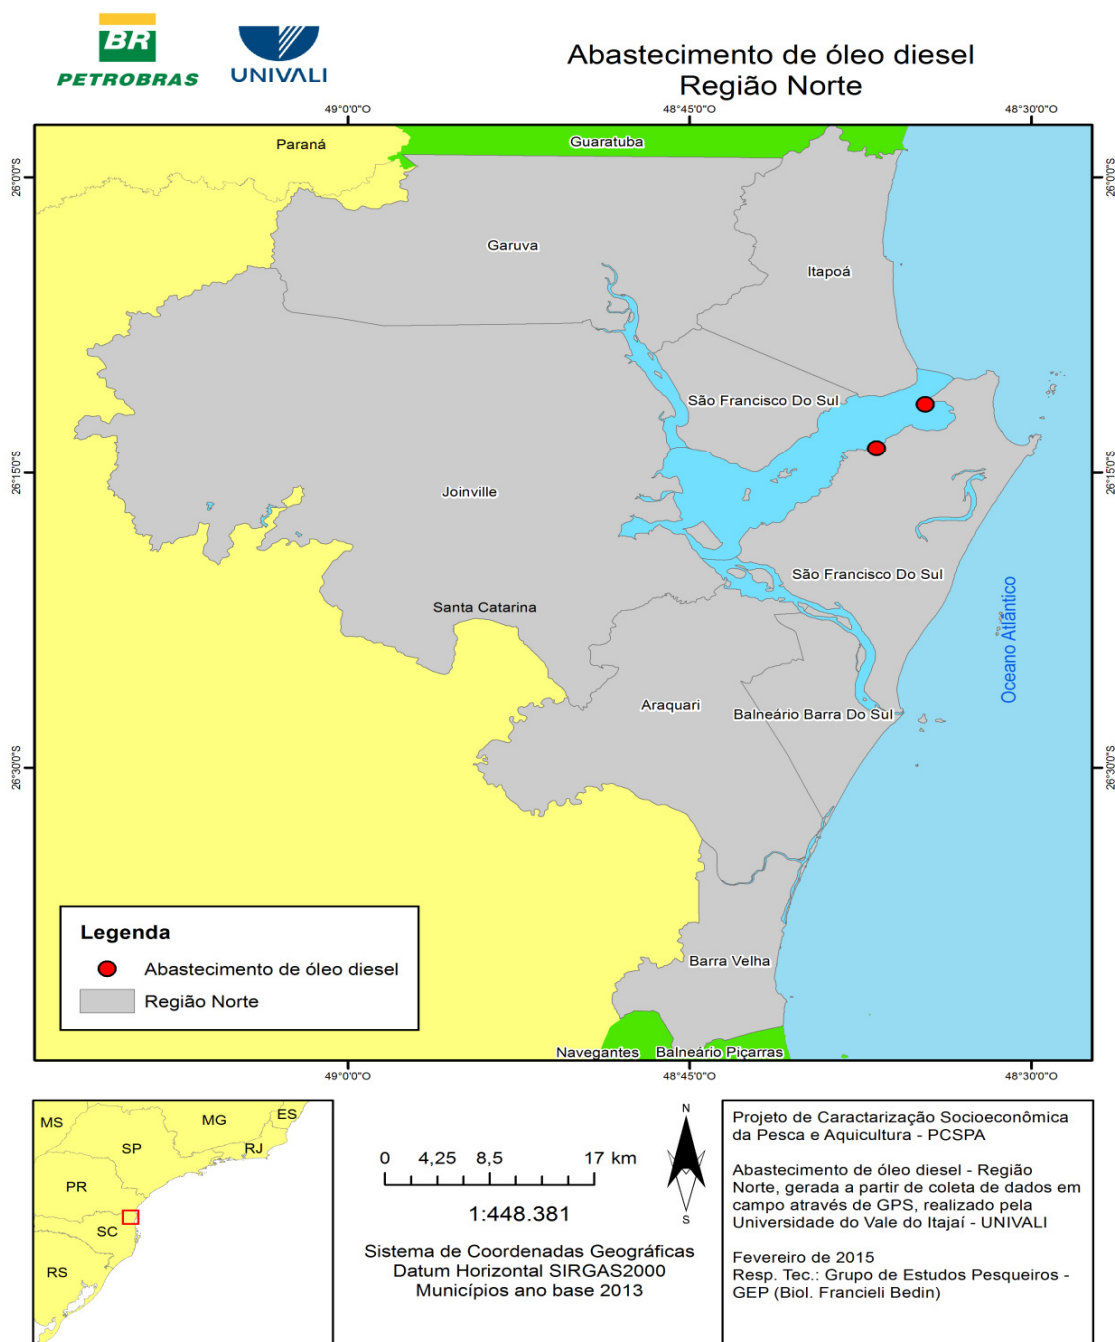 BR
PETROBRAS
UNIVALI
Abastecimento de óleo diesel
Região Norte
49°0'0"O
48°45'0"O
48°30'0"O
26°0'0"S
26°0'0"S
26°15'0"S
26°15'0"S
26°30'0"S
26°30'0"S
Paraná
Guaratuba
Garuva
Itapoá
São Francisco Do Sul
Joinville
São Francisco Do Sul
Santa Catarina
Oceano Atlântico
Araquari
Balneário Barra Do Sul
Barra Velha
Navegantes
Balneário Piçarras
Legenda
Abastecimento de óleo diesel
Região Norte
49°0'0"O
48°45'0"O
48°30'0"O
MS
MG
ES
SP
RJ
PR
SC
RS
0 4,25 8,5 17 km
1:448.381
Sistema de Coordenadas Geográficas
Datum Horizontal SIRGAS2000
Municípios ano base 2013
N
S
Projeto de Caractarização Socioeconômica
da Pesca e Aquicultura - PCSPA
Abastecimento de óleo diesel - Região
Norte, gerada a partir de coleta de dados em
campo através de GPS, realizado pela
Universidade do Vale do Itajaí - UNIVALI
Fevereiro de 2015
Resp. Tec.: Grupo de Estudos Pesqueiros -
GEP (Biol. Francieli Bedin)